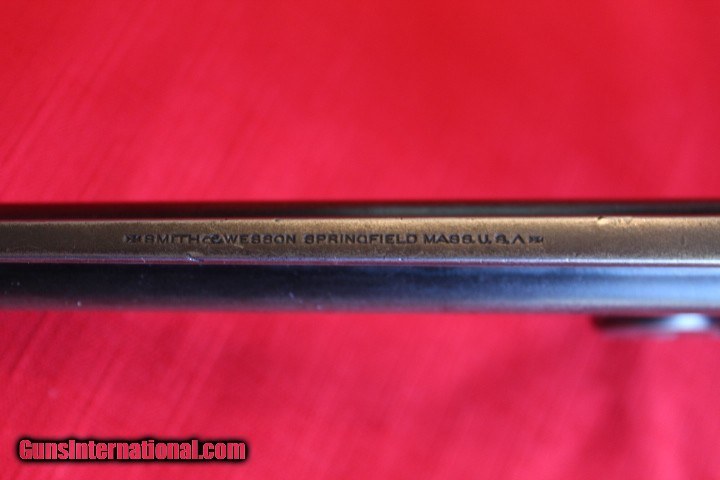 SMITH & WESSON SPRINGFIELD MASS. U.S.A.
GunsInternational.com